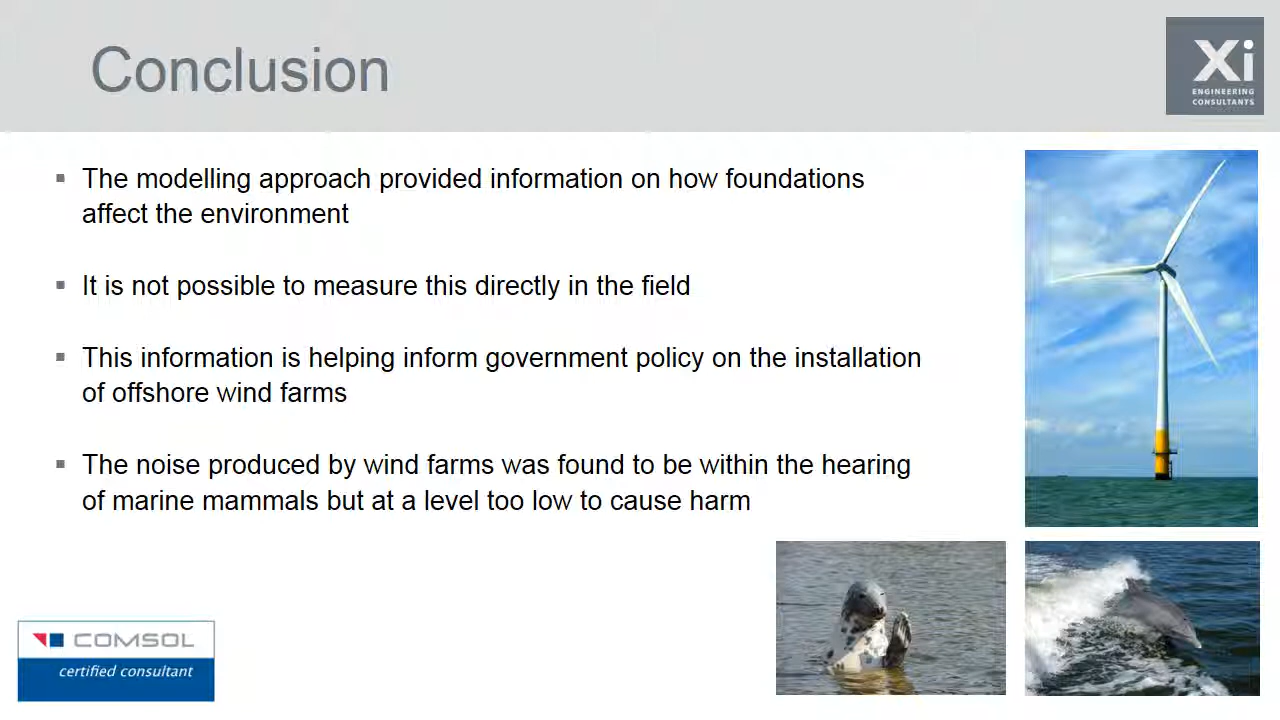 Conclusion
Xi
ENGINEERING
CONSULTANTS
▪ The modelling approach provided information on how foundations
affect the environment
▪ It is not possible to measure this directly in the field
▪ This information is helping inform government policy on the installation
of offshore wind farms
▪ The noise produced by wind farms was found to be within the hearing
of marine mammals but at a level too low to cause harm
COMSOL
certified consultant